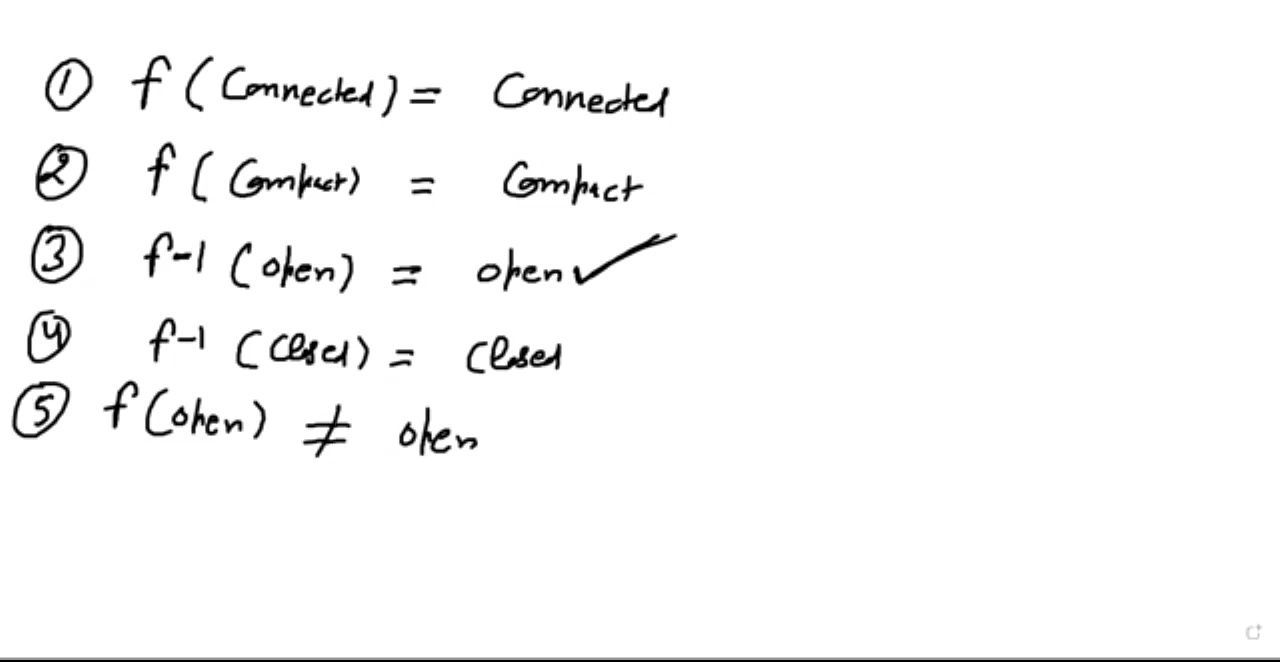 ① f (Connected) = Connected
② f (Compact) = Compact
③ f-1 (open) = open ✓
④ f-1 (closed) = closed
⑤ f(open) ≠ open